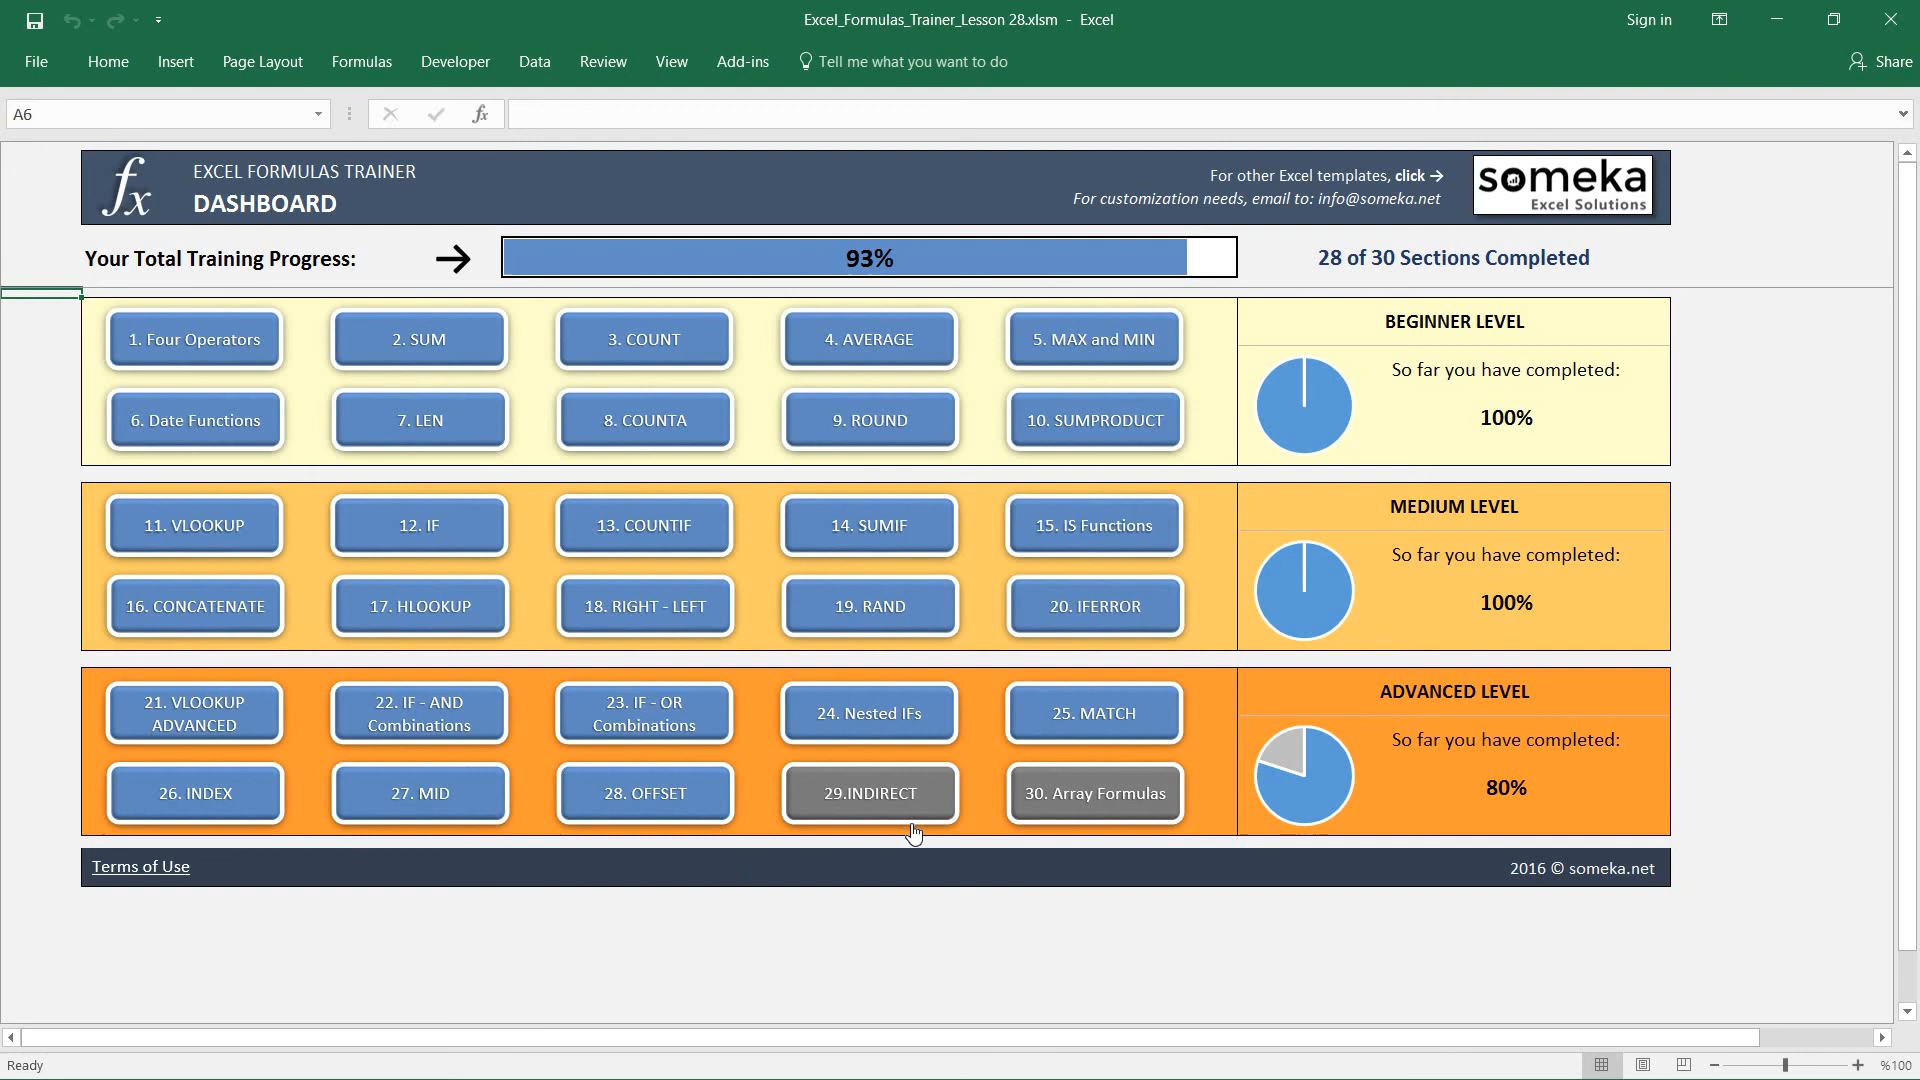 Excel_Formulas_Trainer_Lesson 28.xlsm - Excel
Sign in
File Home Insert Page Layout Formulas Developer Data Review View Add-ins Tell me what you want to do Share
A6
fx
fx
EXCEL FORMULAS TRAINER
DASHBOARD
For other Excel templates, click →
For customization needs, email to: info@someka.net
someka
Excel Solutions
Your Total Training Progress: → 93% 28 of 30 Sections Completed
1. Four Operators 2. SUM 3. COUNT 4. AVERAGE 5. MAX and MIN
6. Date Functions 7. LEN 8. COUNTA 9. ROUND 10. SUMPRODUCT
BEGINNER LEVEL
So far you have completed:
100%
11. VLOOKUP 12. IF 13. COUNTIF 14. SUMIF 15. IS Functions
16. CONCATENATE 17. HLOOKUP 18. RIGHT - LEFT 19. RAND 20. IFERROR
MEDIUM LEVEL
So far you have completed:
100%
21. VLOOKUP
ADVANCED
22. IF - AND
Combinations
23. IF - OR
Combinations
24. Nested IFs
25. MATCH
26. INDEX 27. MID 28. OFFSET 29.INDIRECT 30. Array Formulas
ADVANCED LEVEL
So far you have completed:
80%
Terms of Use
2016 © someka.net
Ready
%100